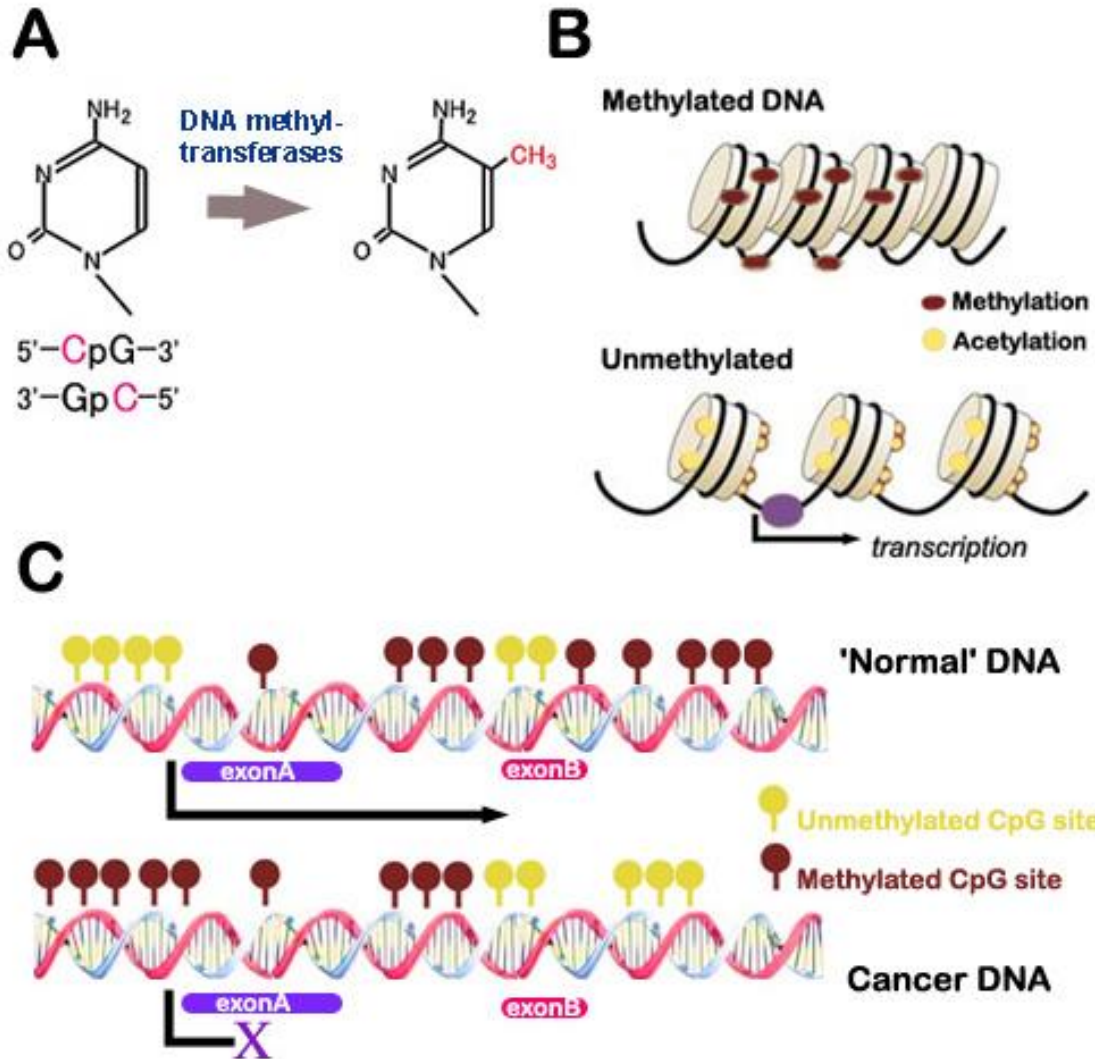 A
NH₂
N
O
N
DNA methyl-
transferases
NH₂
CH₃
N
O
N
5'–CpG–3'
3'–GpC–5'
B
Methylated DNA
Methylation
Acetylation
Unmethylated
transcription
C
'Normal' DNA
exonA
exonB
Unmethylated CpG site
Methylated CpG site
Cancer DNA
exonA
exonB
X